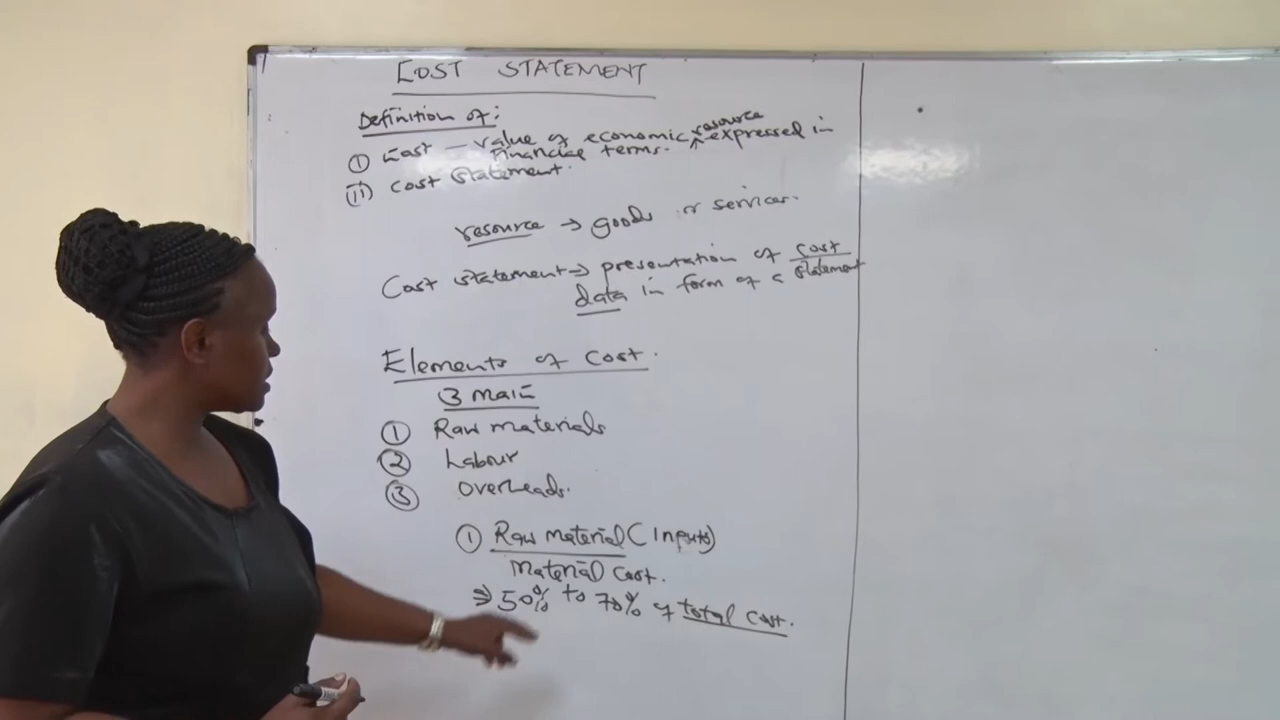 COST STATEMENT
Definition of:
① Cost — value of economic resource expressed in
financial terms.
(ii) Cost statement.
resource → goods or services.
Cost statement → presentation of cost
data in form of a statement
Elements of cost.
3 main
① Raw materials
② Labour
③ Overheads.
① Raw material (Inputs)
Material Cost.
⇒ 50% to 70% of total cost.